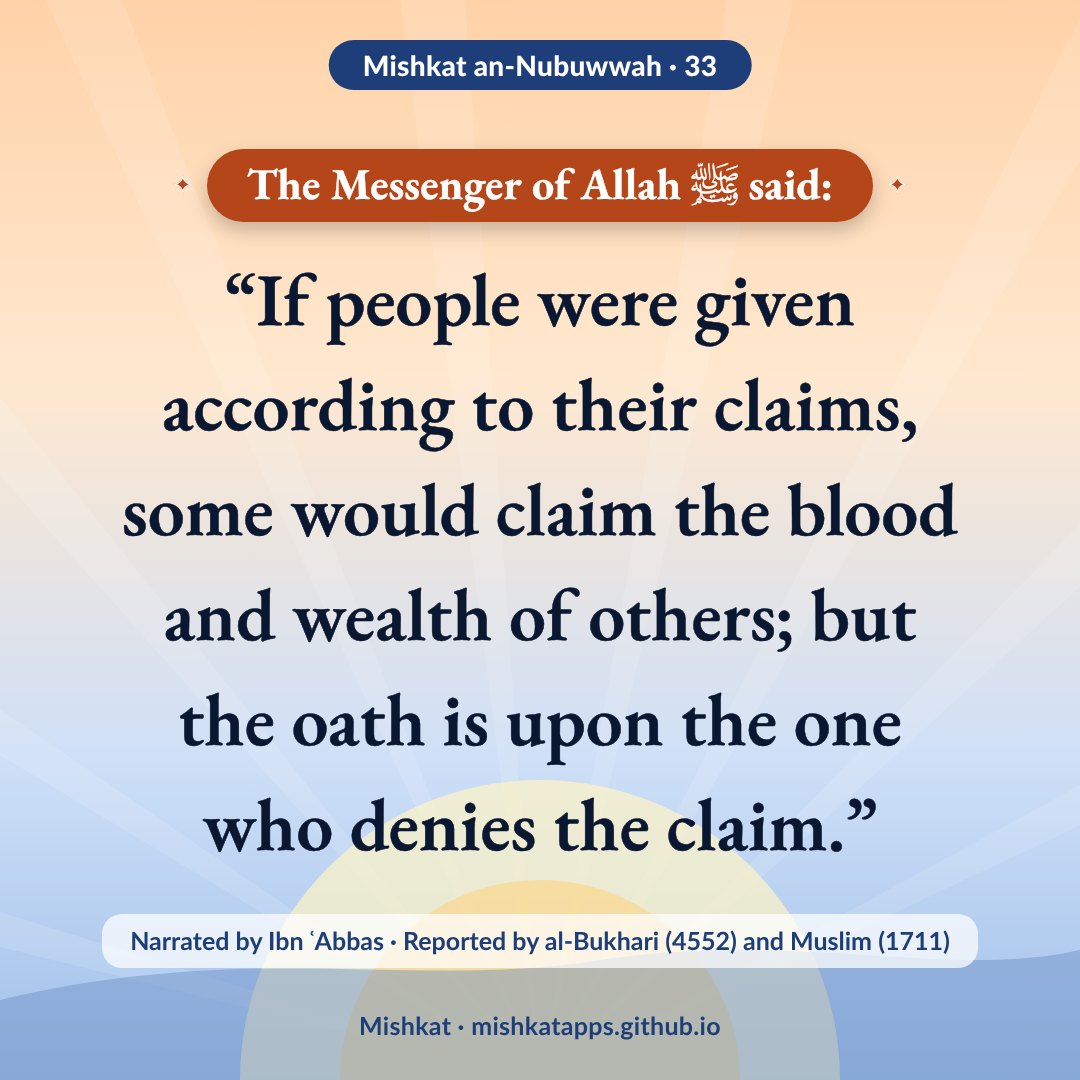 Mishkat an-Nubuwwah · 33
The Messenger of Allah ﷺ said:
“If people were given
according to their claims,
some would claim the blood
and wealth of others; but
the oath is upon the one
who denies the claim.”
Narrated by Ibn ʿAbbas · Reported by al-Bukhari (4552) and Muslim (1711)
Mishkat · mishkatapps.github.io